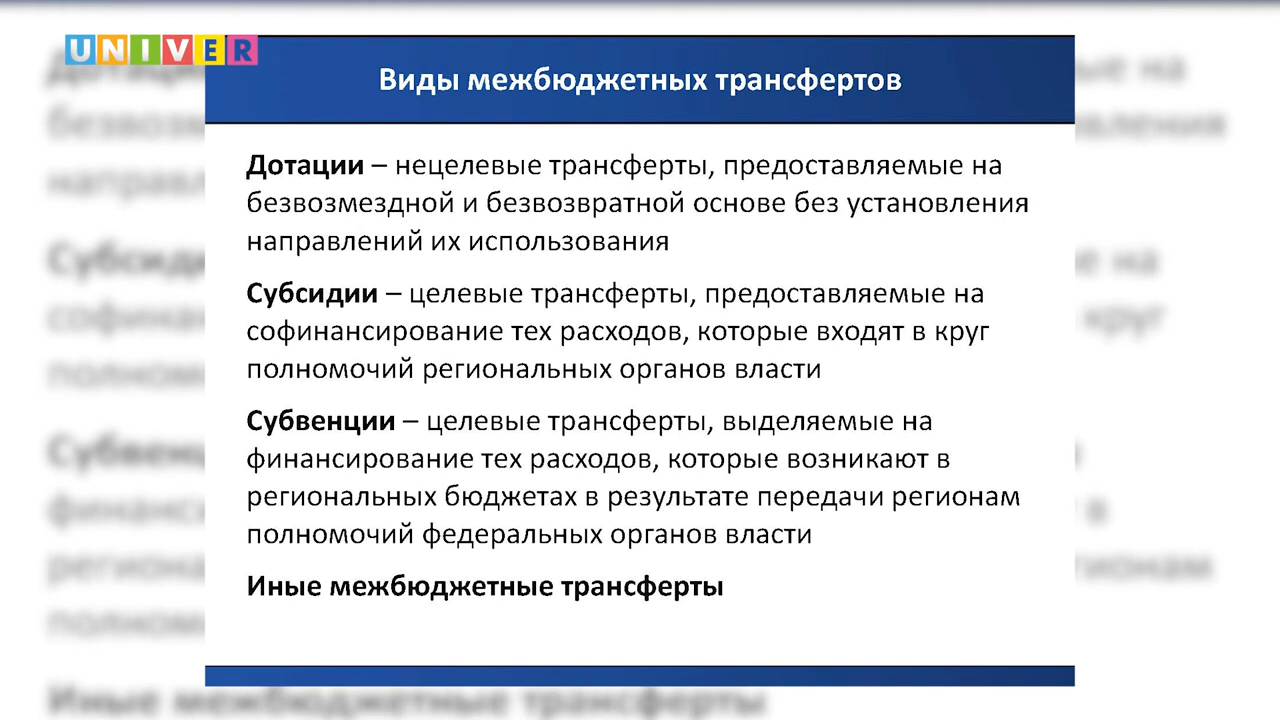 UNIVER
Виды межбюджетных трансфертов
Дотации – нецелевые трансферты, предоставляемые на
безвозмездной и безвозвратной основе без установления
направлений их использования
Субсидии – целевые трансферты, предоставляемые на
софинансирование тех расходов, которые входят в круг
полномочий региональных органов власти
Субвенции – целевые трансферты, выделяемые на
финансирование тех расходов, которые возникают в
региональных бюджетах в результате передачи регионам
полномочий федеральных органов власти
Иные межбюджетные трансферты